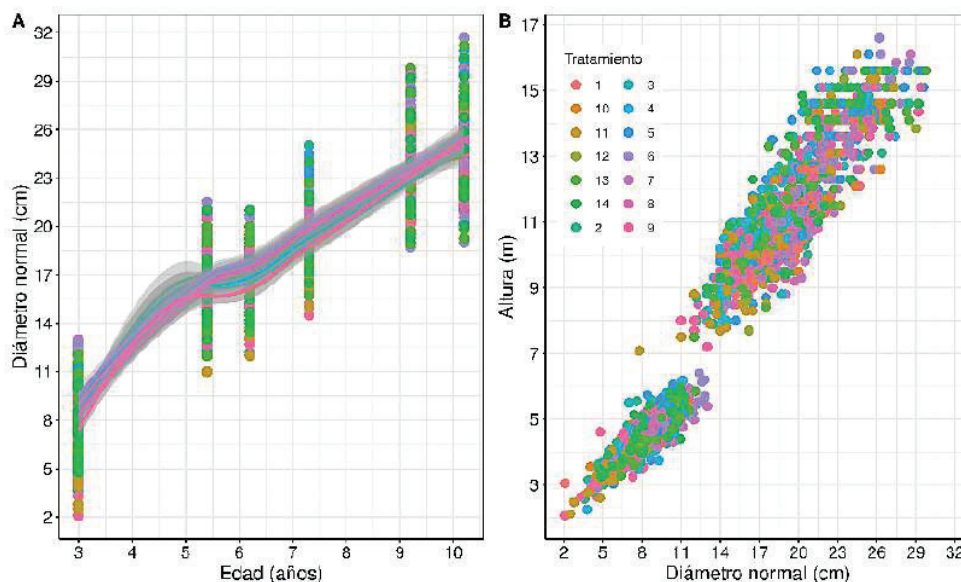 A
Diámetro normal (cm)
32
29
26
23
20
17
14
11
8
5
2
3 4 5 6 7 8 9 10
Edad (años)
B
Altura (m)
17
15
13
11
9
7
5
3
Tratamiento
1 3
10 4
11 5
12 6
13 7
14 8
2 9
2 5 8 11 14 17 20 23 26 29 32
Diámetro normal (cm)